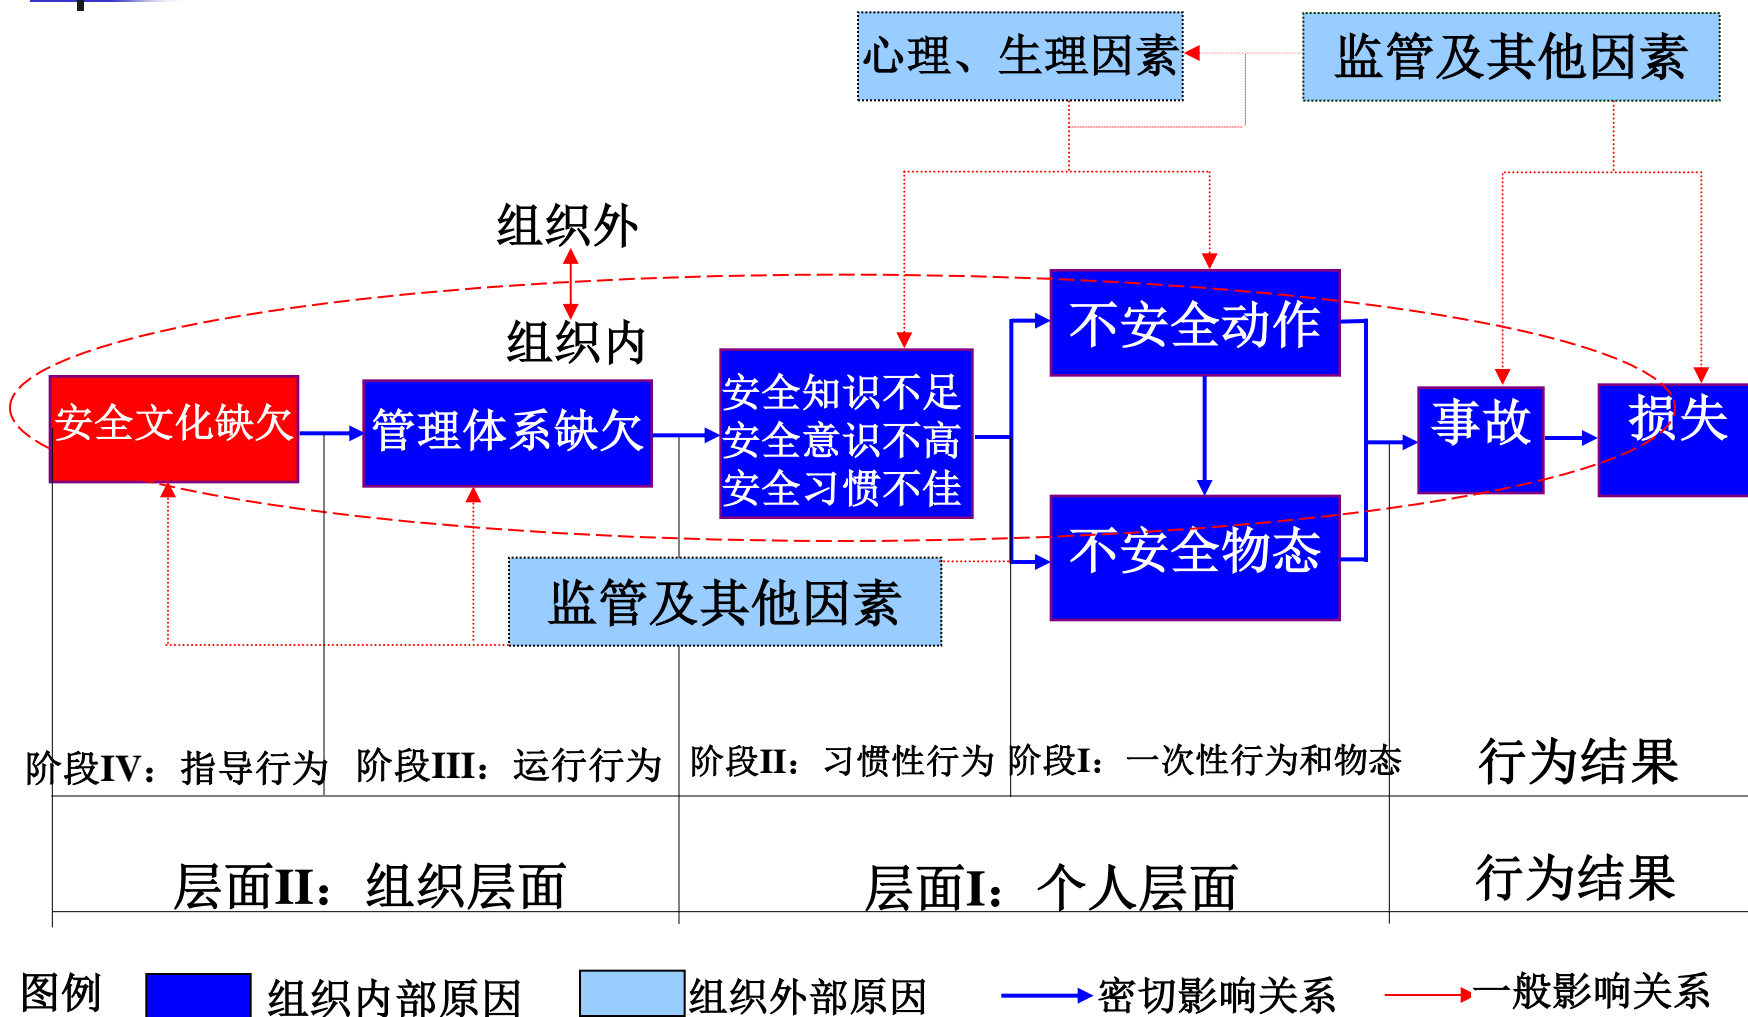 心理、生理因素
监管及其他因素
组织外
组织内
不安全动作
安全文化缺欠
管理体系缺欠
安全知识不足
安全意识不高
安全习惯不佳
事故
损失
不安全物态
监管及其他因素
阶段IV：指导行为
阶段III：运行行为
阶段II：习惯性行为
阶段I：一次性行为和物态
行为结果
层面II：组织层面
层面I：个人层面
行为结果
图例
组织内部原因
组织外部原因
密切影响关系
一般影响关系